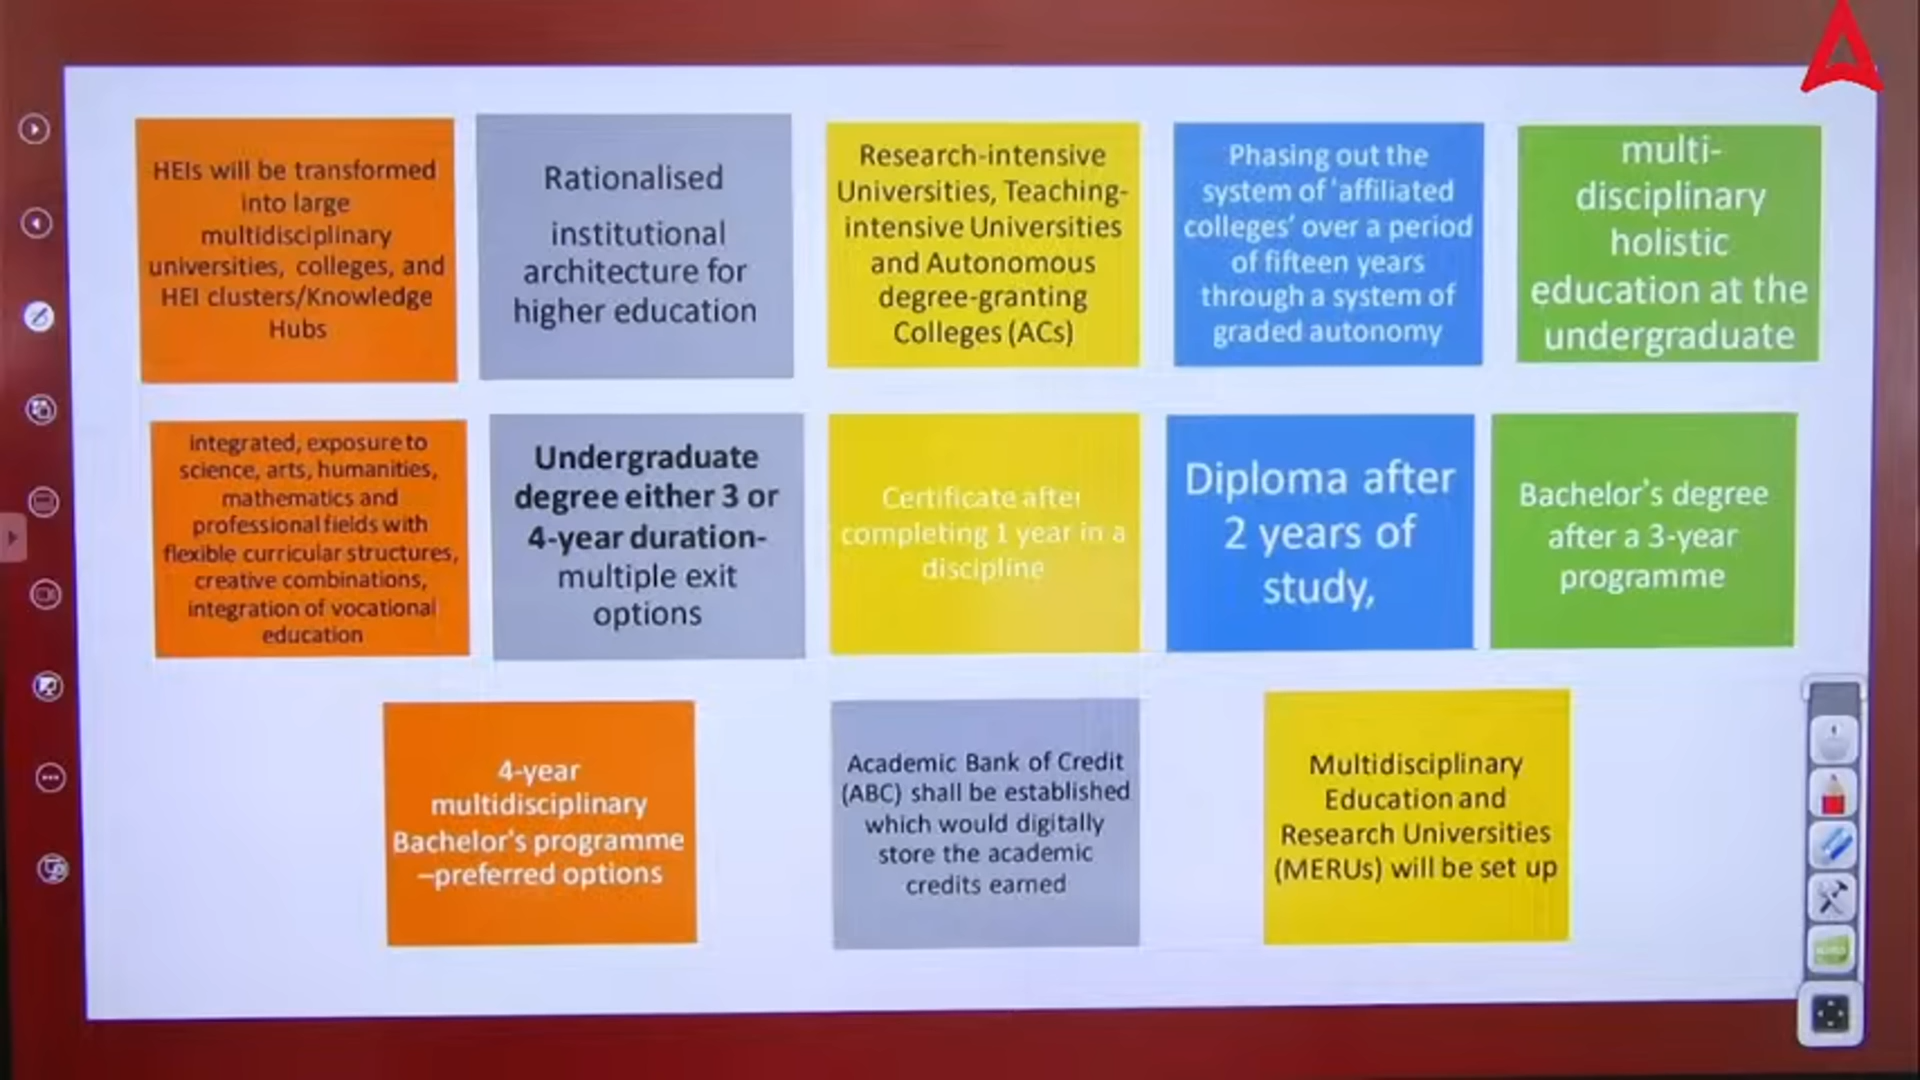 HEIs will be transformed
into large
multidisciplinary
universities, colleges, and
HEI clusters/Knowledge
Hubs
Rationalised
institutional
architecture for
higher education
Research-intensive
Universities, Teaching-
intensive Universities
and Autonomous
degree-granting
Colleges (ACs)
Phasing out the
system of 'affiliated
colleges' over a period
of fifteen years
through a system of
graded autonomy
multi-
disciplinary
holistic
education at the
undergraduate
integrated, exposure to
science, arts, humanities,
mathematics and
professional fields with
flexible curricular structures,
creative combinations,
integration of vocational
education
Undergraduate
degree either 3 or
4-year duration-
multiple exit
options
Certificate after
completing 1 year in a
discipline
Diploma after
2 years of
study,
Bachelor's degree
after a 3-year
programme
4-year
multidisciplinary
Bachelor's programme
–preferred options
Academic Bank of Credit
(ABC) shall be established
which would digitally
store the academic
credits earned
Multidisciplinary
Education and
Research Universities
(MERUs) will be set up